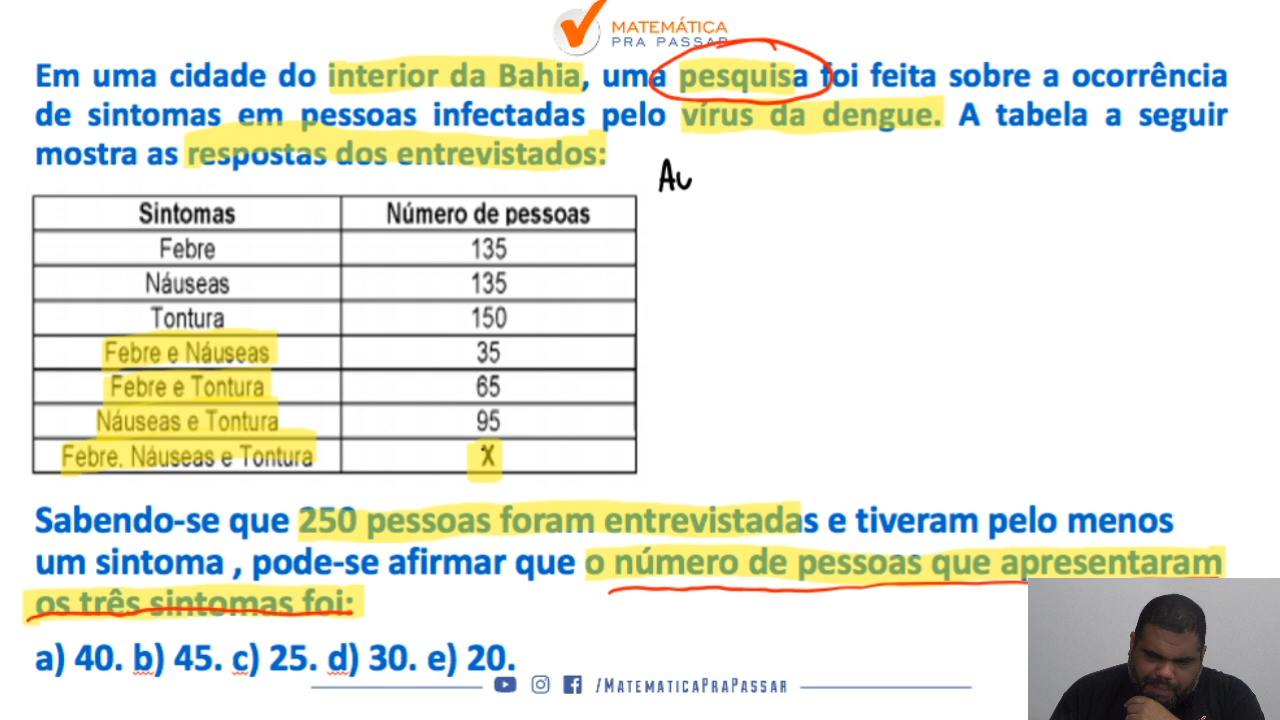 MATEMÁTICA
PRA PASSAR
Em uma cidade do interior da Bahia, uma pesquisa foi feita sobre a ocorrência
de sintomas em pessoas infectadas pelo vírus da dengue. A tabela a seguir
mostra as respostas dos entrevistados:
Au
Sintomas Número de pessoas
Febre 135
Náuseas 135
Tontura 150
Febre e Náuseas 35
Febre e Tontura 65
Náuseas e Tontura 95
Febre, Náuseas e Tontura X
Sabendo-se que 250 pessoas foram entrevistadas e tiveram pelo menos
um sintoma , pode-se afirmar que o número de pessoas que apresentaram
os três sintomas foi:
a) 40. b) 45. c) 25. d) 30. e) 20.
/MATEMATICAPRAPASSAR